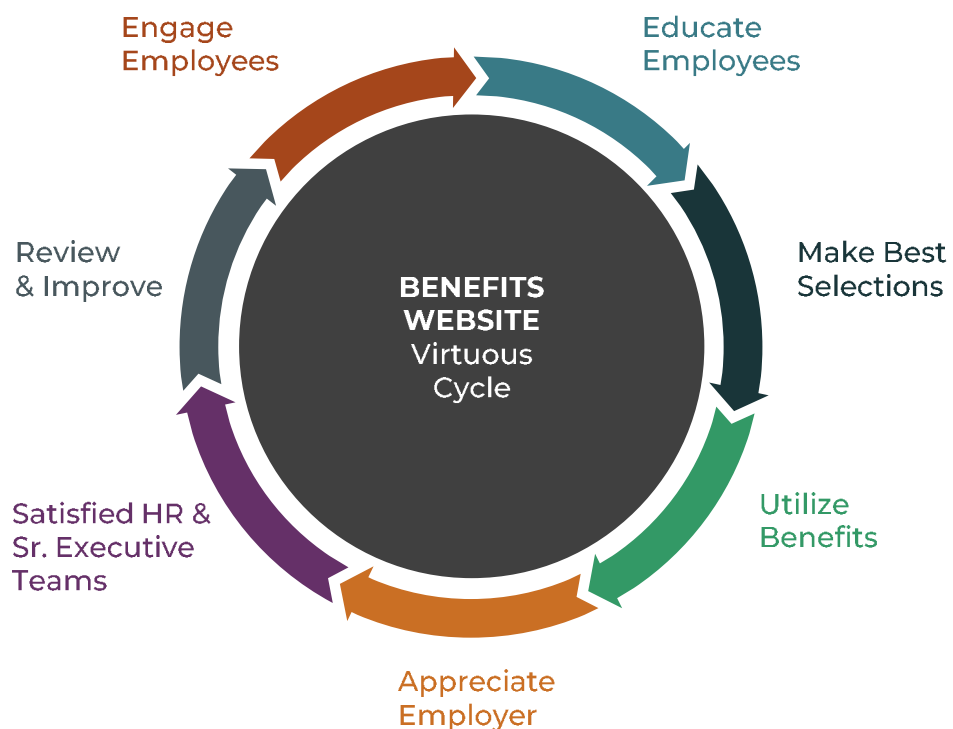 Engage
Employees
Educate
Employees
Make Best
Selections
Utilize
Benefits
Appreciate
Employer
Satisfied HR &
Sr. Executive
Teams
Review
& Improve
BENEFITS
WEBSITE
Virtuous
Cycle